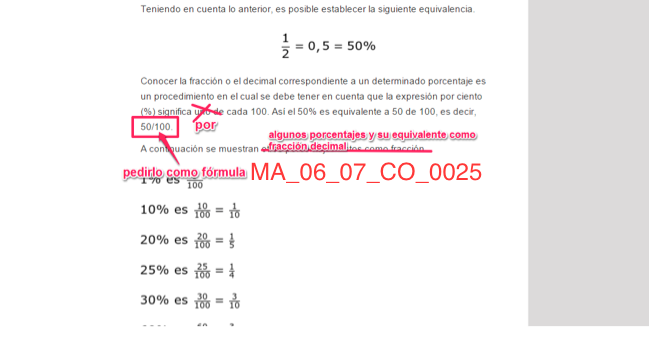 Teniendo en cuenta lo anterior, es posible establecer la siguiente equivalencia.
1/2 = 0,5 = 50%
Conocer la fracción o el decimal correspondiente a un determinado porcentaje es
un procedimiento en el cual se debe tener en cuenta que la expresión por ciento
(%) significa uno de cada 100. Así el 50% es equivalente a 50 de 100, es decir,
por
50/100.
algunos porcentajes y su equivalente como
fracción decimal:
A continuación se muestran como fracción
pedirlo como fórmula
MA_06_07_CO_0025
1% es /100
10% es 10/100 = 1/10
20% es 20/100 = 1/5
25% es 25/100 = 1/4
30% es 30/100 = 3/10